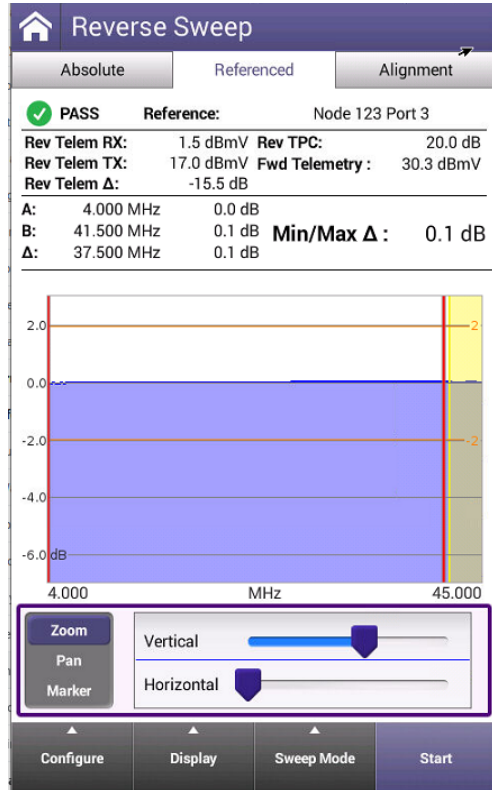 Reverse Sweep
Absolute Referenced Alignment
PASS Reference: Node 123 Port 3
Rev Telem RX: 1.5 dBmV Rev TPC: 20.0 dB
Rev Telem TX: 17.0 dBmV Fwd Telemetry : 30.3 dBmV
Rev Telem Δ: -15.5 dB
A: 4.000 MHz 0.0 dB
B: 41.500 MHz 0.1 dB Min/Max Δ : 0.1 dB
Δ: 37.500 MHz 0.1 dB
2.0 2
0.0
-2.0 -2
-4.0
-6.0 dB
4.000 MHz 45.000
Zoom
Pan
Marker
Vertical
Horizontal
Configure Display Sweep Mode Start